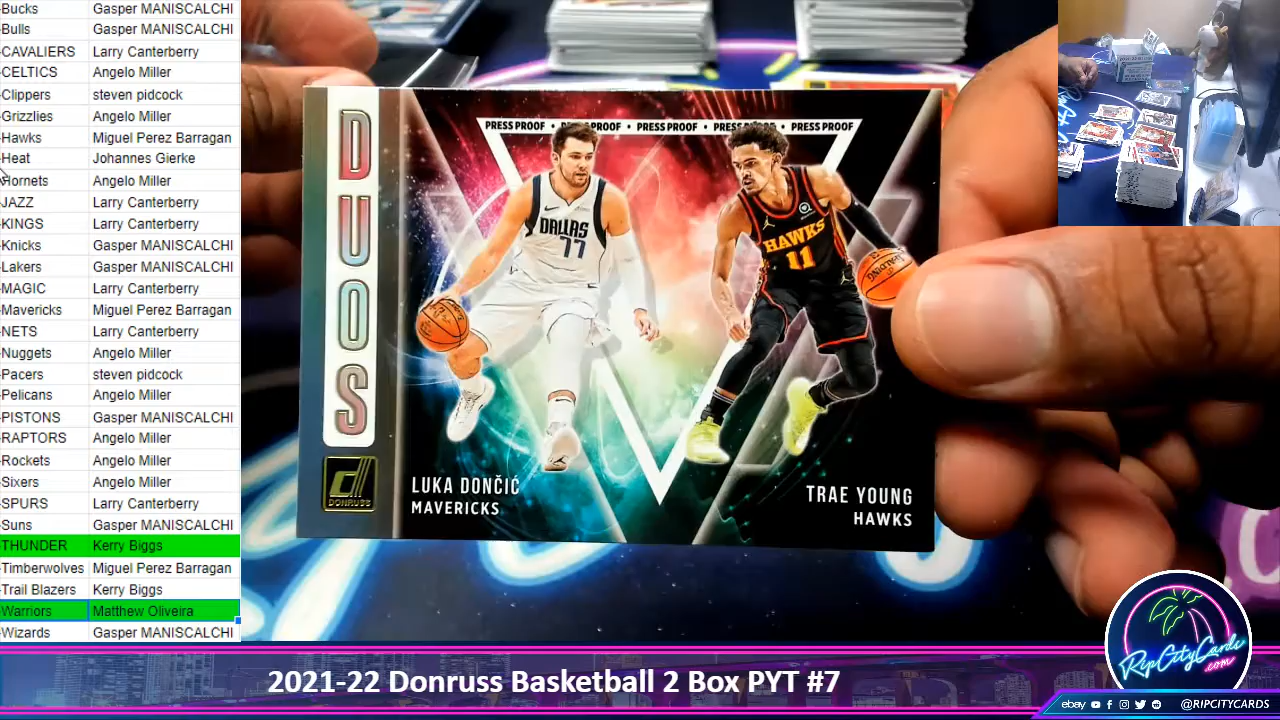 -Bucks Gasper MANISCALCHI
-Bulls Gasper MANISCALCHI
-CAVALIERS Larry Canterberry
-CELTICS Angelo Miller
-Clippers steven pidcock
-Grizzlies Angelo Miller
-Hawks Miguel Perez Barragan
-Heat Johannes Gierke
-Hornets Angelo Miller
-JAZZ Larry Canterberry
-KINGS Larry Canterberry
-Knicks Gasper MANISCALCHI
-Lakers Gasper MANISCALCHI
-MAGIC Larry Canterberry
-Mavericks Miguel Perez Barragan
-NETS Larry Canterberry
-Nuggets Angelo Miller
-Pacers steven pidcock
-Pelicans Angelo Miller
-PISTONS Gasper MANISCALCHI
-RAPTORS Angelo Miller
-Rockets Angelo Miller
-Sixers Angelo Miller
-SPURS Larry Canterberry
-Suns Gasper MANISCALCHI
-THUNDER Kerry Biggs
-Timberwolves Miguel Perez Barragan
-Trail Blazers Kerry Biggs
-Warriors Matthew Oliveira
-Wizards Gasper MANISCALCHI
DUOS
d
DONRUSS
PRESS PROOF • PRESS PROOF • PRESS PROOF • PRESS PROOF • PRESS PROOF
DALLAS
77
HAWKS
11
SPALDING
LUKA DONČIĆ
MAVERICKS
TRAE YOUNG
HAWKS
RipCityCards
.com
2021-22 Donruss Basketball 2 Box PYT #7
ebay @RIPCITYCARDS